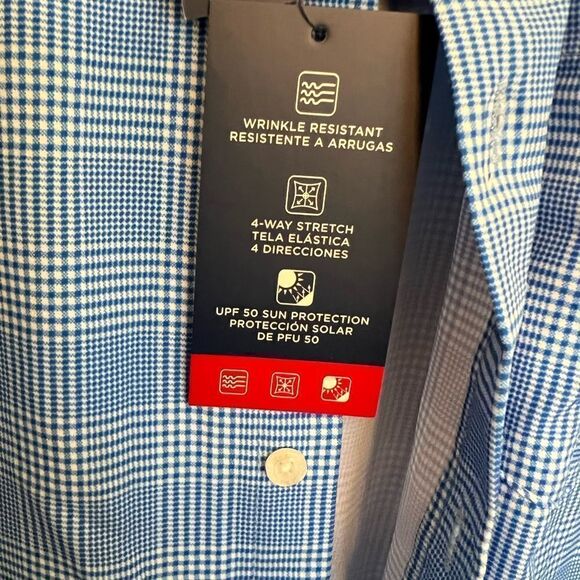 WRINKLE RESISTANT
RESISTENTE A ARRUGAS
4-WAY STRETCH
TELA ELÁSTICA
4 DIRECCIONES
UPF 50 SUN PROTECTION
PROTECCIÓN SOLAR
DE PFU 50